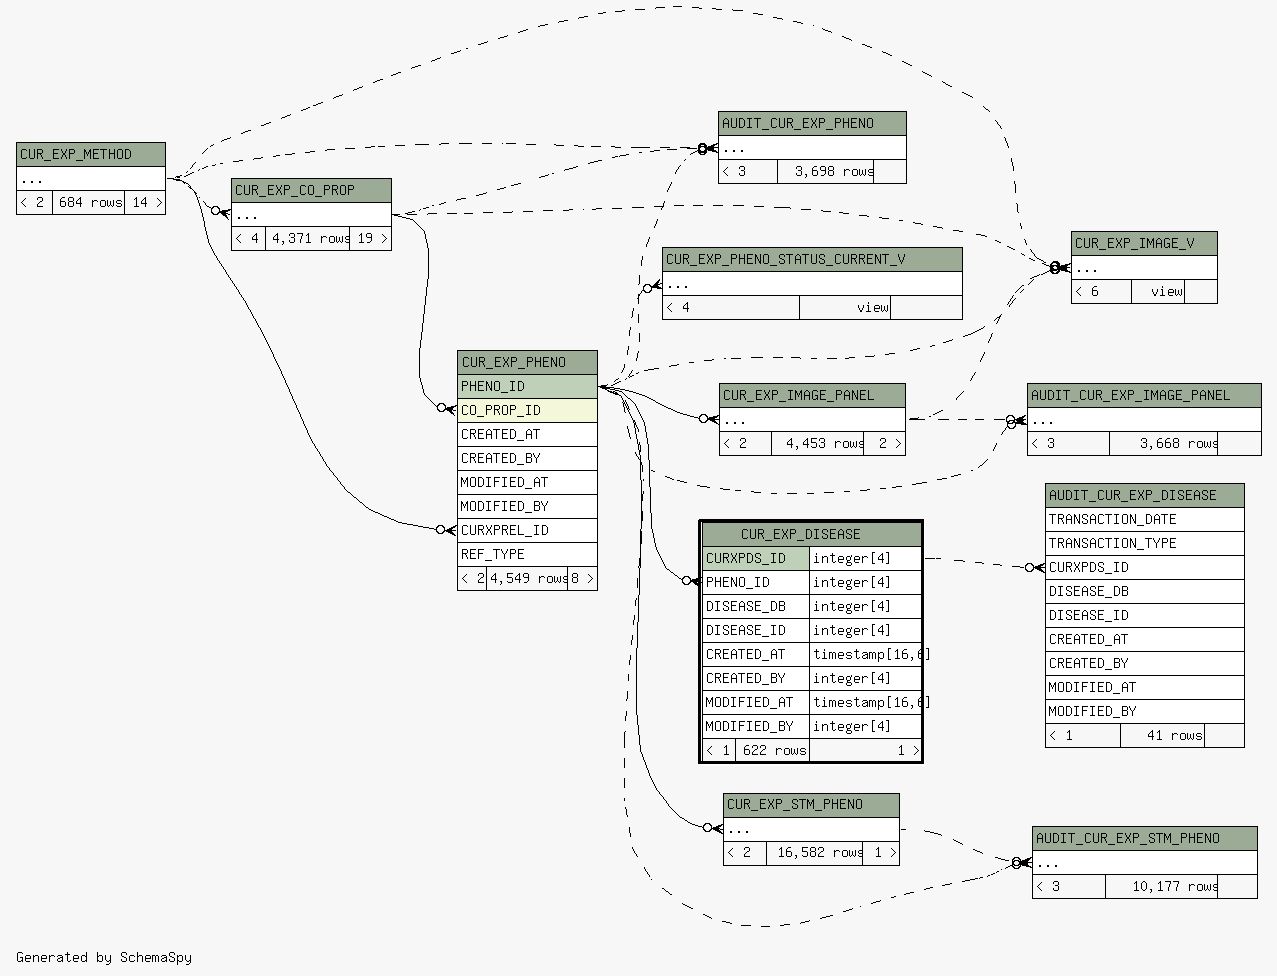 CUR_EXP_METHOD
...
< 2 684 rows 14 >
CUR_EXP_CO_PROP
...
< 4 4,371 rows 19 >
AUDIT_CUR_EXP_PHENO
...
< 3 3,698 rows
CUR_EXP_PHENO_STATUS_CURRENT_V
...
< 4 view
CUR_EXP_IMAGE_V
...
< 6 view
CUR_EXP_PHENO
PHENO_ID
CO_PROP_ID
CREATED_AT
CREATED_BY
MODIFIED_AT
MODIFIED_BY
CURXPREL_ID
REF_TYPE
< 2 4,549 rows 8 >
CUR_EXP_IMAGE_PANEL
...
< 2 4,453 rows 2 >
AUDIT_CUR_EXP_IMAGE_PANEL
...
< 3 3,668 rows
CUR_EXP_DISEASE
CURXPDS_ID integer[4]
PHENO_ID integer[4]
DISEASE_DB integer[4]
DISEASE_ID integer[4]
CREATED_AT timestamp[16,6]
CREATED_BY integer[4]
MODIFIED_AT timestamp[16,6]
MODIFIED_BY integer[4]
< 1 622 rows 1 >
AUDIT_CUR_EXP_DISEASE
TRANSACTION_DATE
TRANSACTION_TYPE
CURXPDS_ID
DISEASE_DB
DISEASE_ID
CREATED_AT
CREATED_BY
MODIFIED_AT
MODIFIED_BY
< 1 41 rows
CUR_EXP_STM_PHENO
...
< 2 16,582 rows 1 >
AUDIT_CUR_EXP_STM_PHENO
...
< 3 10,177 rows
Generated by SchemaSpy